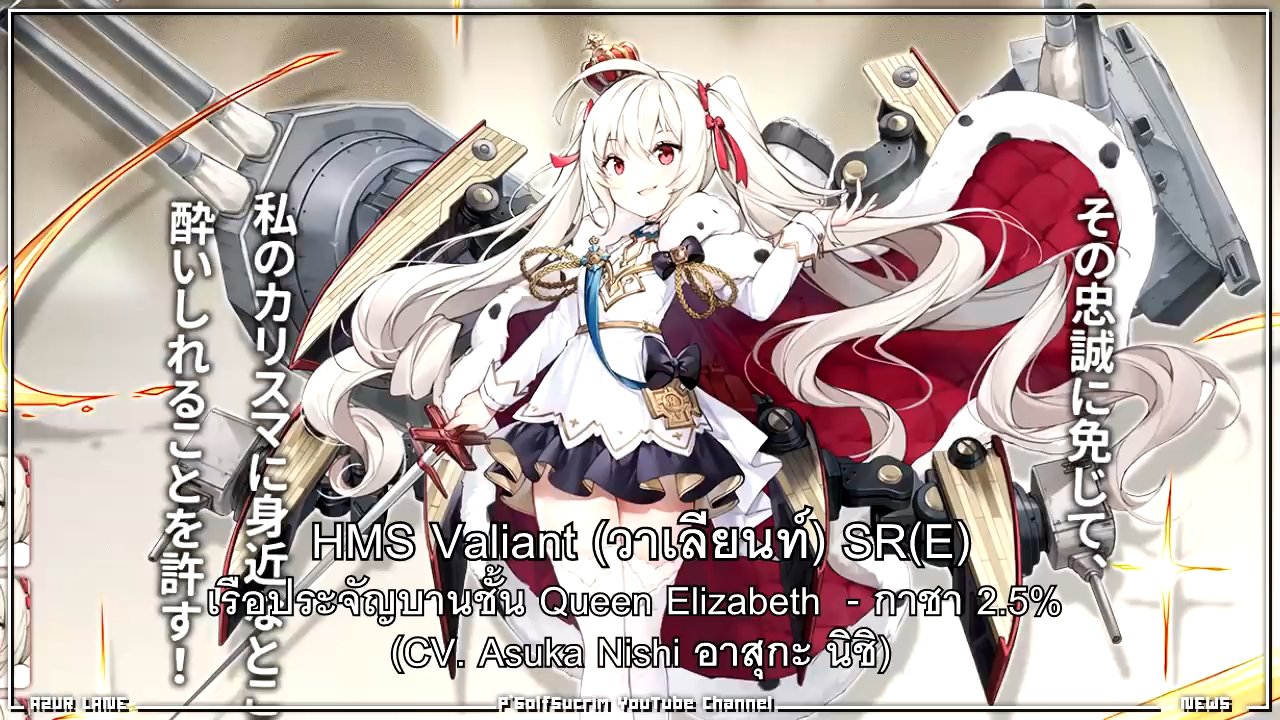 その忠誠に免じて、
私のカリスマに身近なとこ
酔いしれることを許す！
HMS Valiant (วาเลียนท์) SR(E)
เรือประจัญบานชั้น Queen Elizabeth - กาชา 2.5%
(CV. Asuka Nishi อาสุกะ นิชิ)
AZUR LANE
P'GolfSucrim YouTube Channel
NEWS